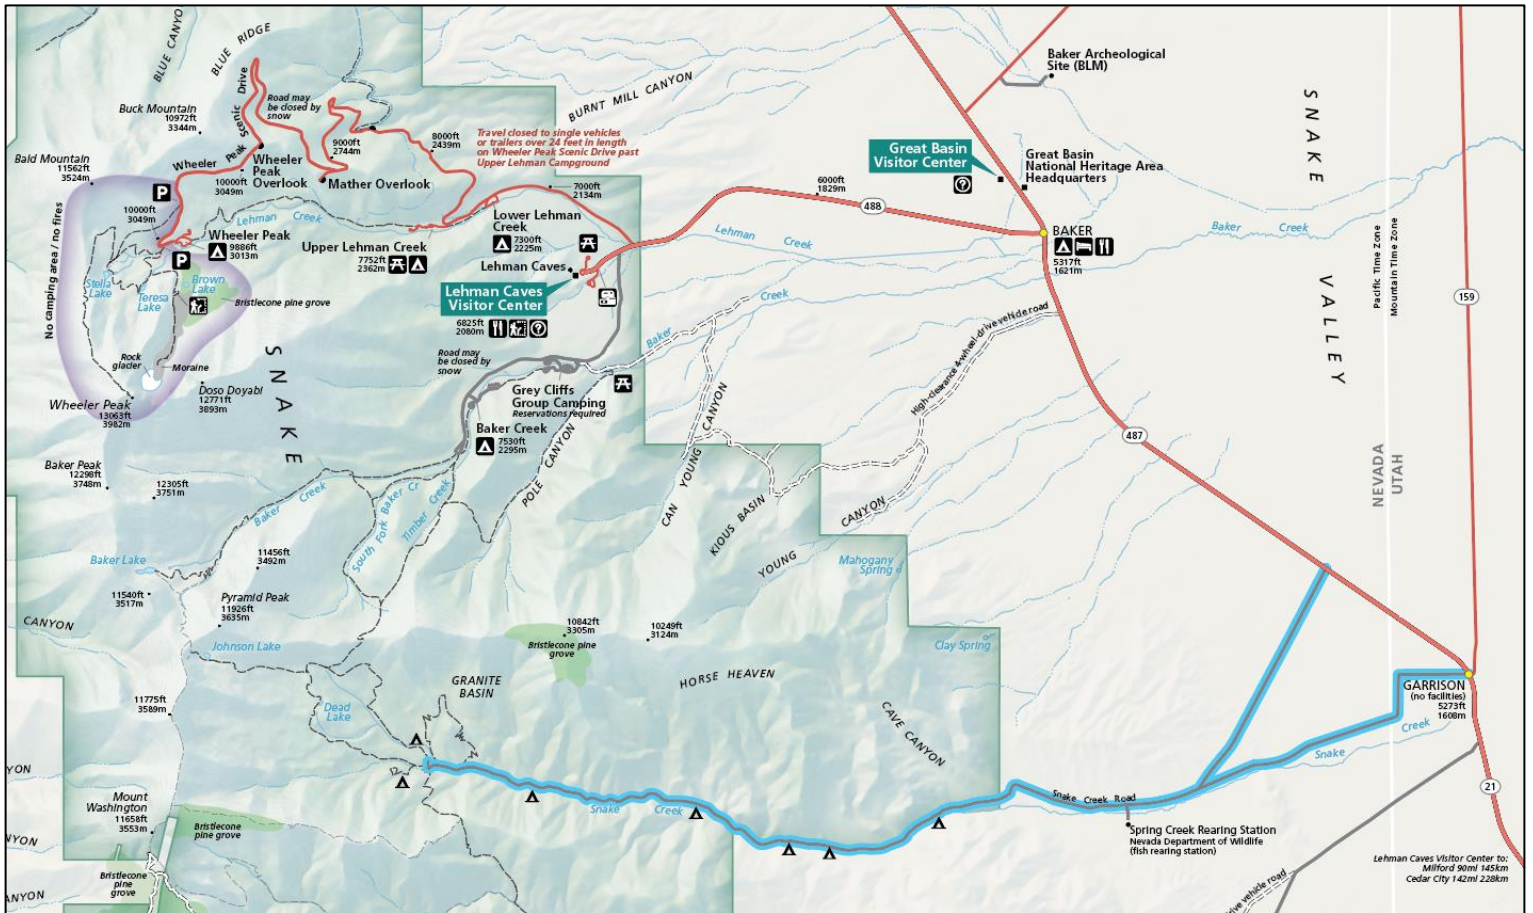 BLUE CANYO
BLUE RIDGE
Buck Mountain
10972ft
3344m
Wheeler Peak Scenic Drive
Road may
be closed by
snow
9000ft
2744m
8000ft
2439m
Travel closed to single vehicles
or trailers over 24 feet in length
on Wheeler Peak Scenic Drive past
Upper Lehman Campground
BURNT MILL CANYON
Baker Archeological
Site (BLM)
SNAKE
VALLEY
Great Basin
Visitor Center
Great Basin
National Heritage Area
Headquarters
Bald Mountain
11562ft
3524m
P
Wheeler
Peak
Overlook
10000ft
3049m
Mather Overlook
7000ft
2134m
6000ft
1829m
488
BAKER
5317ft
1621m
Baker Creek
Pacific Time Zone
Mountain Time Zone
159
No camping area / no fires
10000ft
3049m
Lehman Creek
Wheeler Peak
9886ft
3013m
P
Upper Lehman Creek
7752ft
2362m
Lower Lehman
Creek
7300ft
2225m
Lehman Caves
Lehman Caves
Visitor Center
6825ft
2080m
Lehman Creek
Stella
Lake
Teresa
Lake
Brown
Lake
Bristlecone pine grove
Rock
glacier
Moraine
Doso Doyabi
12771ft
3893m
Wheeler Peak
13063ft
3982m
SNAKE
Road may
be closed by
snow
Baker Creek
High-clearance 4-wheel-drive vehicle road
Grey Cliffs
Group Camping
Reservations required
Baker Creek
7530ft
2295m
POLE CANYON
CAN YOUNG CANYON
487
NEVADA
UTAH
Baker Peak
12298ft
3748m
12305ft
3751m
Baker Creek
South Fork Baker Cr
Timber Creek
KIOUS BASIN
YOUNG CANYON
Mahogany
Spring
Baker Lake
11456ft
3492m
11540ft
3517m
Pyramid Peak
11926ft
3635m
CANYON
Johnson Lake
10842ft
3305m
Bristlecone pine
grove
10249ft
3124m
Clay Spring
GRANITE
BASIN
HORSE HEAVEN
CAVE CANYON
Dead
Lake
11775ft
3589m
GARRISON
(no facilities)
5273ft
1608m
Snake Creek
Snake Creek Road
Snake Creek
YON
Mount
Washington
11658ft
3553m
Bristlecone
pine grove
NYON
Bristlecone
pine
grove
ANYON
Spring Creek Rearing Station
Nevada Department of Wildlife
(fish rearing station)
21
Lehman Caves Visitor Center to:
Milford 90mi 145km
Cedar City 142mi 228km
drive vehicle road